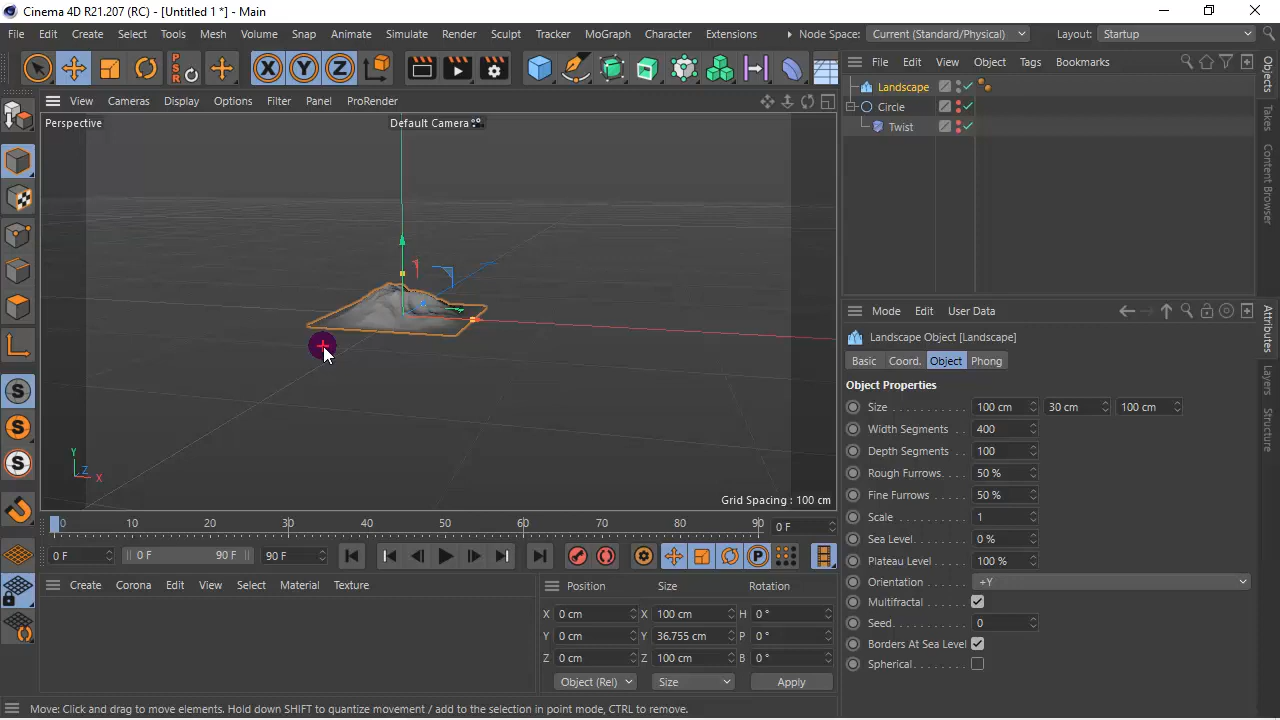 Cinema 4D R21.207 (RC) - [Untitled 1 *] - Main
File Edit Create Select Tools Mesh Volume Snap Animate Simulate Render Sculpt Tracker MoGraph Character Extensions Node Space: Current (Standard/Physical) Layout: Startup
PSR X Y Z
View Cameras Display Options Filter Panel ProRender
Perspective
Default Camera
Y
Z
X
Grid Spacing : 100 cm
S
S
S
0 10 20 30 40 50 60 70 80 90 0 F
0 F 0 F 90 F 90 F
P
Create Corona Edit View Select Material Texture
Position Size Rotation
X 0 cm X 100 cm H 0 °
Y 0 cm Y 36.755 cm P 0 °
Z 0 cm Z 100 cm B 0 °
Object (Rel) Size Apply
Move: Click and drag to move elements. Hold down SHIFT to quantize movement / add to the selection in point mode, CTRL to remove.
File Edit View Object Tags Bookmarks
Landscape
Circle
Twist
Mode Edit User Data
Landscape Object [Landscape]
Basic Coord. Object Phong
Object Properties
Size 100 cm 30 cm 100 cm
Width Segments 400
Depth Segments 100
Rough Furrows 50 %
Fine Furrows 50 %
Scale 1
Sea Level 0 %
Plateau Level 100 %
Orientation +Y
Multifractal
Seed 0
Borders At Sea Level
Spherical
Objects
Takes
Content Browser
Attributes
Layers
Structure